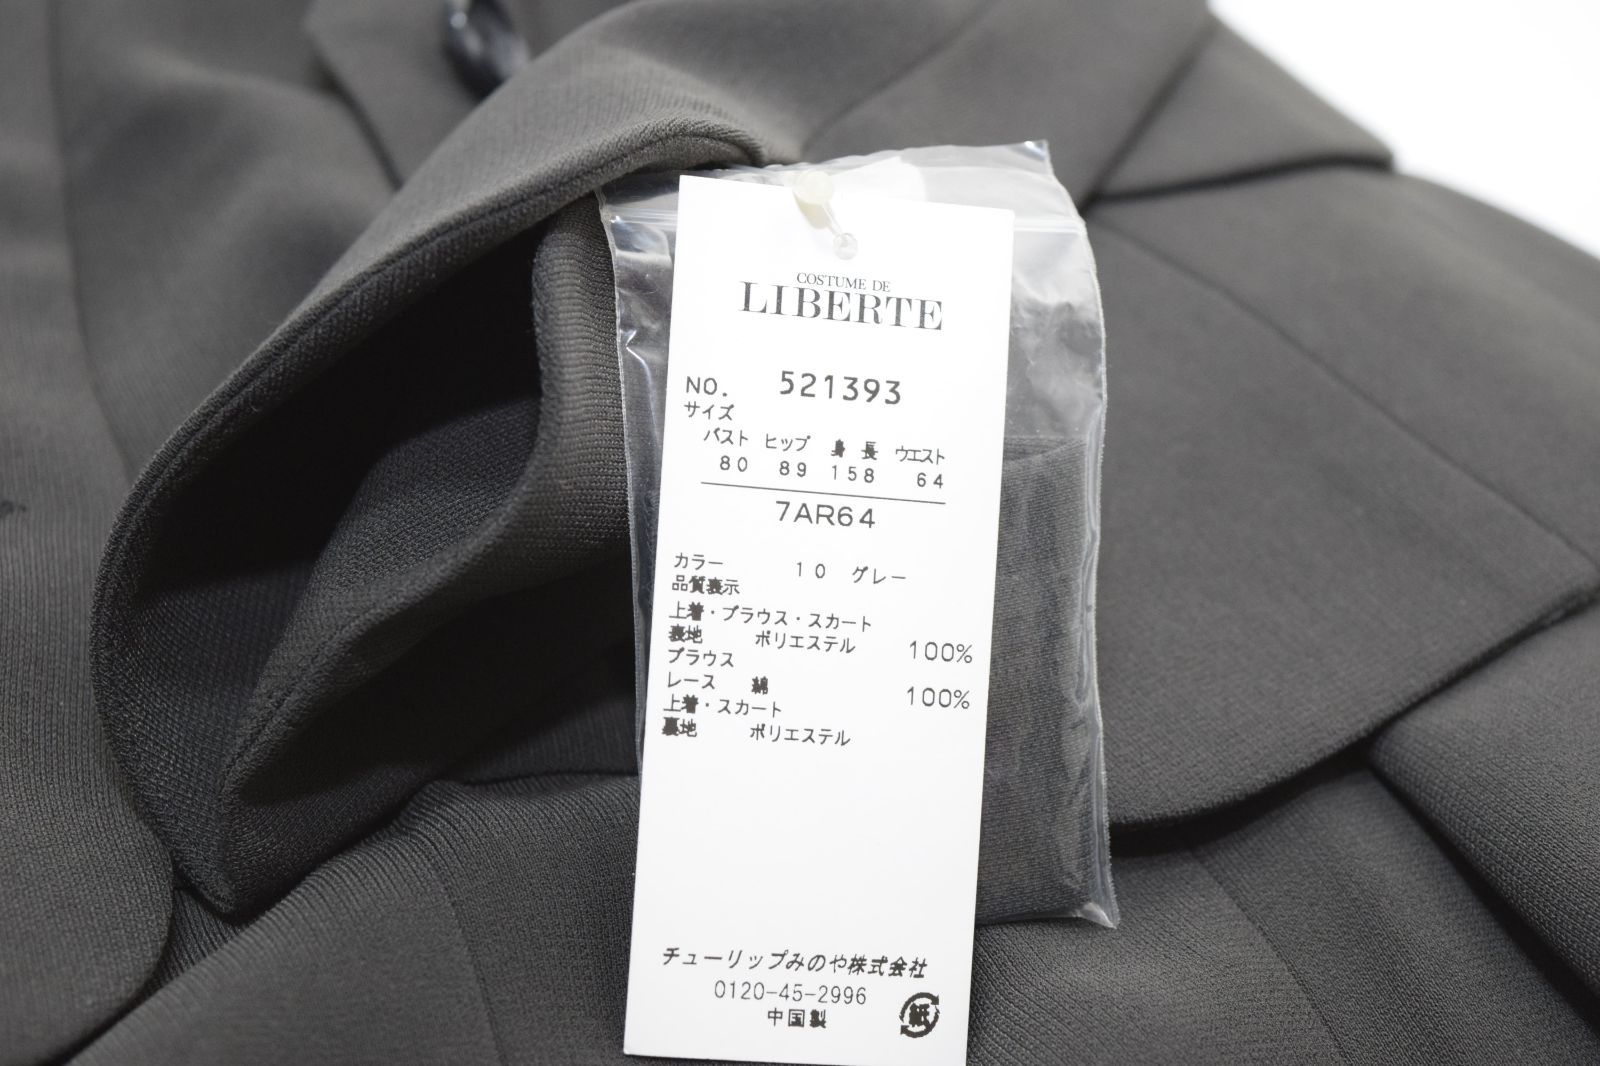 COSTUME DE
LIBERTE
NO. 521393
サイズ
バスト ヒップ 身長 ウエスト
80 89 158 64
7AR64
カラー 10 グレー
品質表示
上着・ブラウス・スカート
裏地 ポリエステル 100%
ブラウス
レース 綿 100%
上着・スカート
裏地 ポリエステル
チューリップみのや株式会社
0120-45-2996
中国製
紙